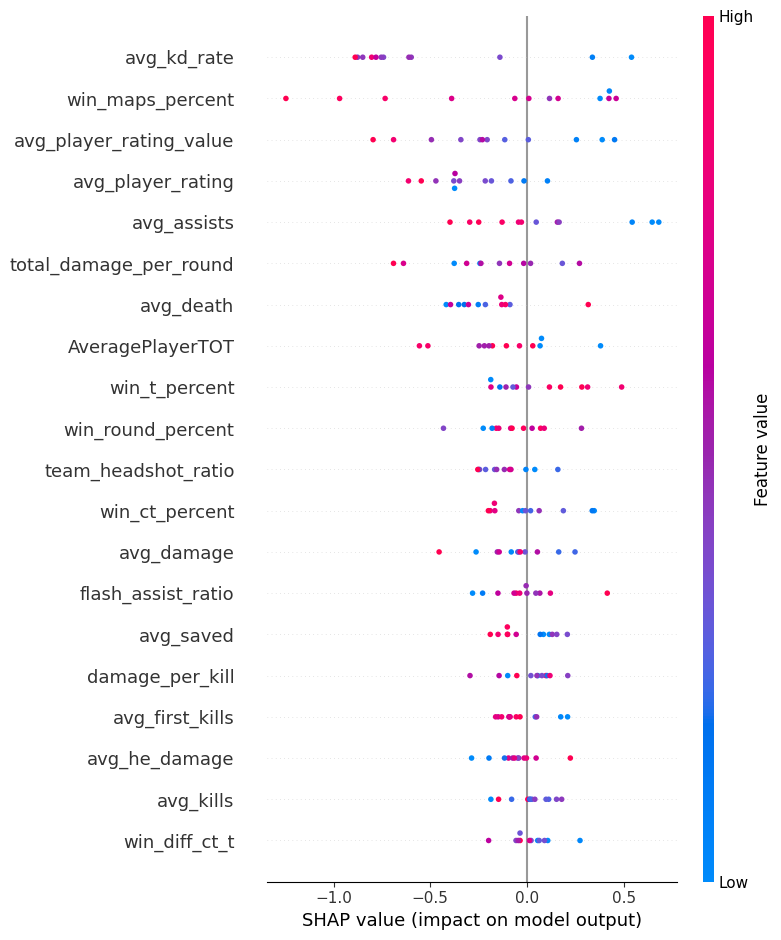 High
avg_kd_rate
win_maps_percent
avg_player_rating_value
avg_player_rating
avg_assists
total_damage_per_round
avg_death
AveragePlayerTOT
win_t_percent
win_round_percent
team_headshot_ratio
win_ct_percent
avg_damage
flash_assist_ratio
avg_saved
damage_per_kill
avg_first_kills
avg_he_damage
avg_kills
win_diff_ct_t
Feature value
Low
−1.0 −0.5 0.0 0.5
SHAP value (impact on model output)